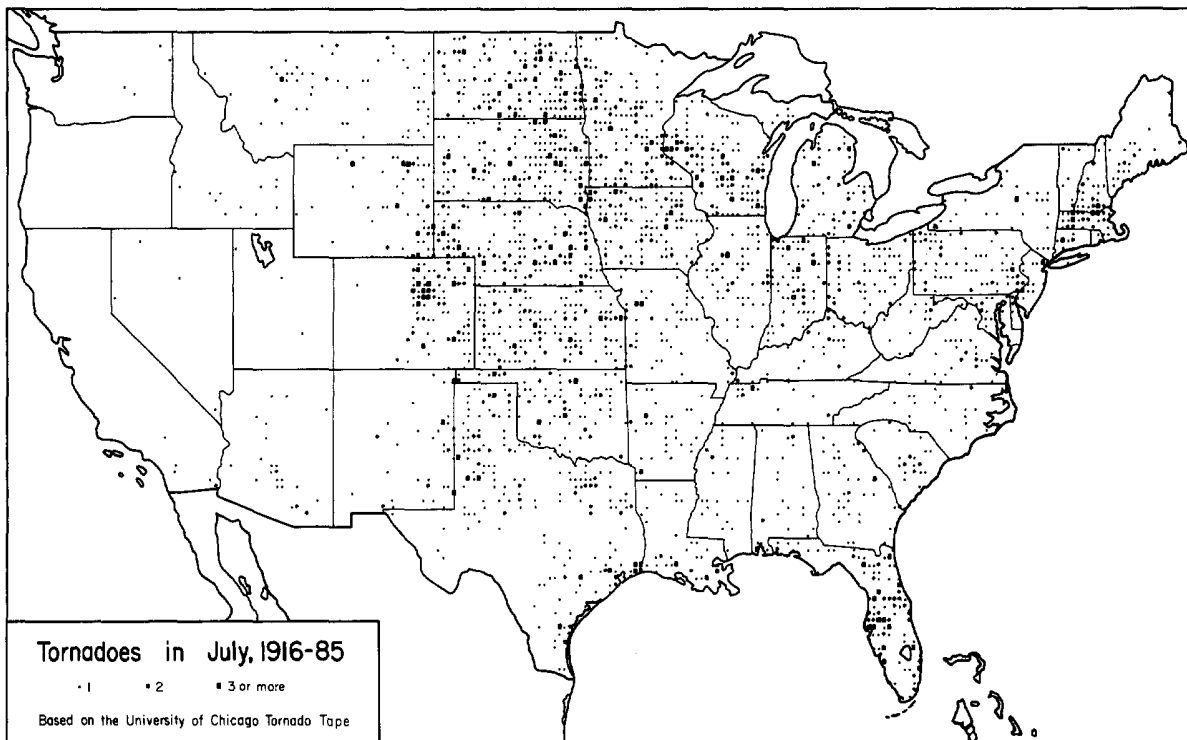 Tornadoes in July, 1916-85
1 2 3 or more
Based on the University of Chicago Tornado Tape